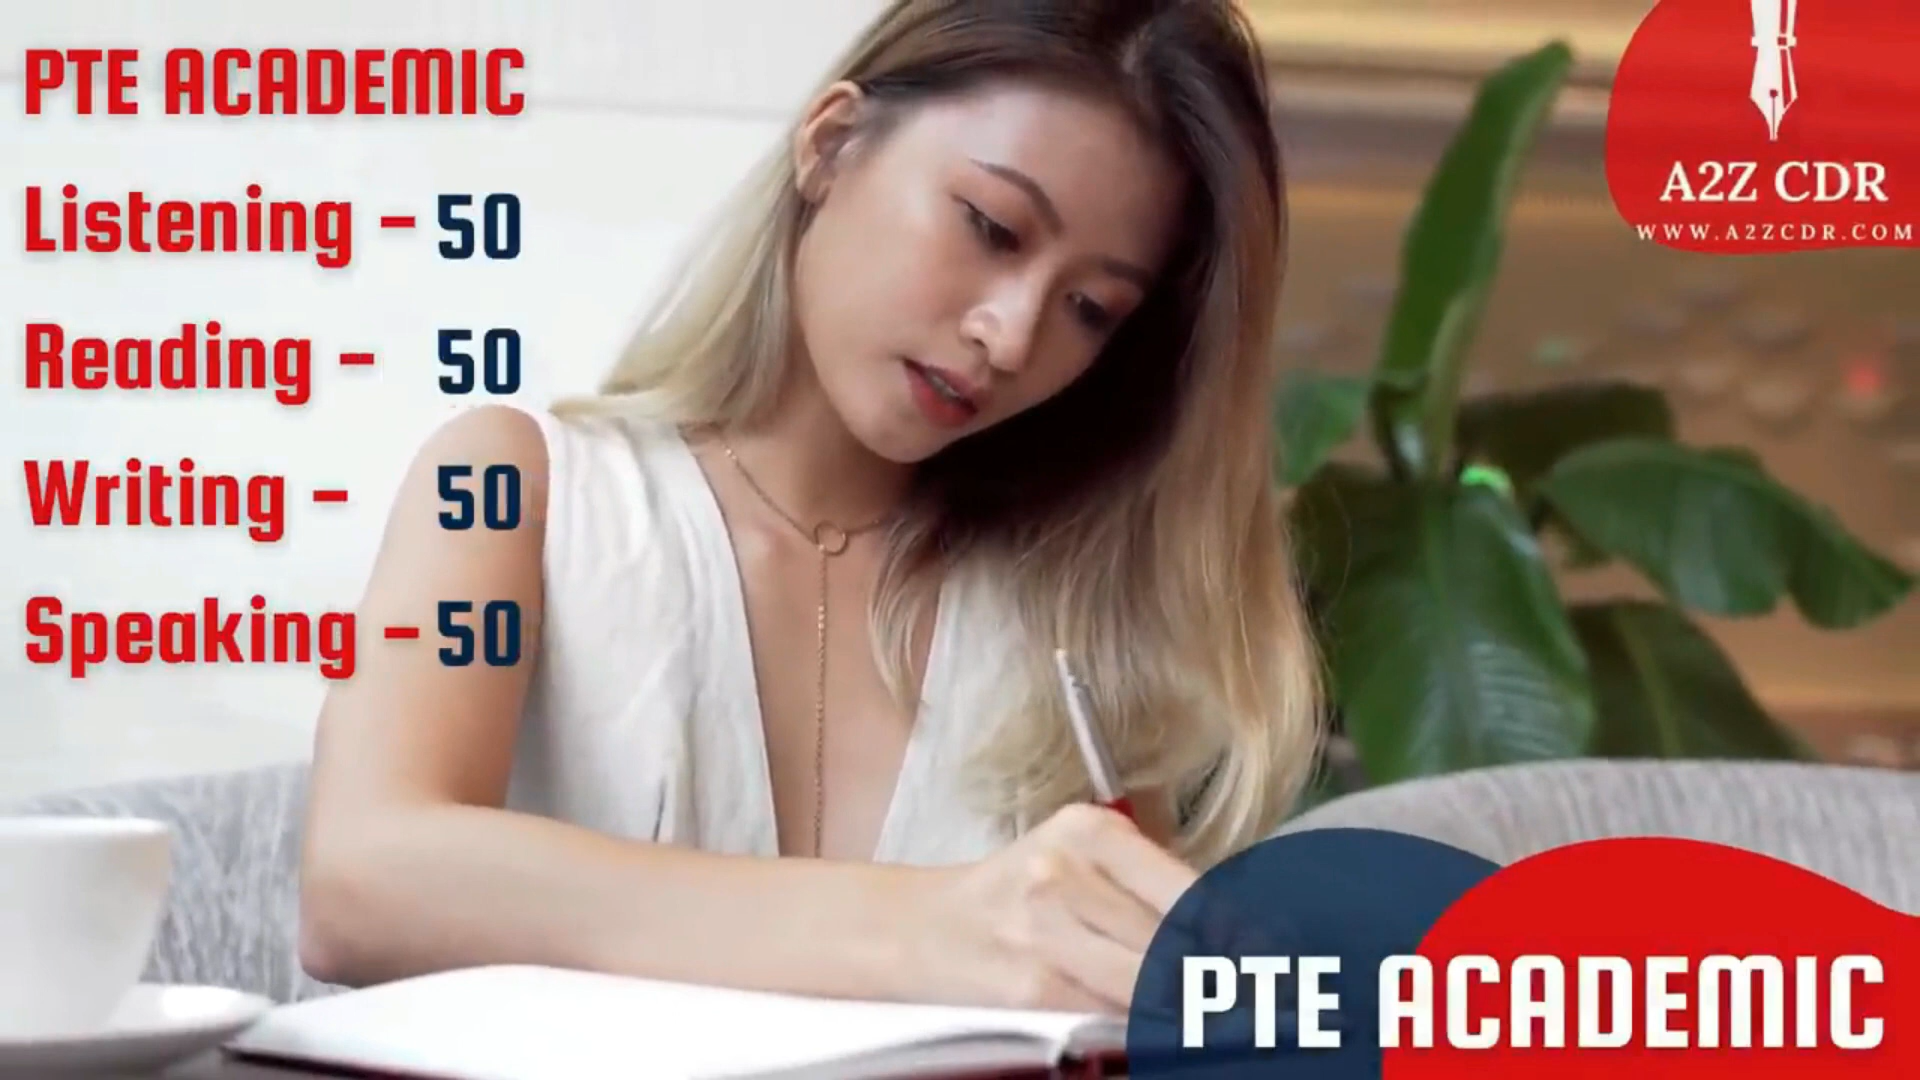 PTE ACADEMIC
Listening - 50
Reading - 50
Writing - 50
Speaking - 50
A2Z CDR
WWW.A2ZCDR.COM
PTE ACADEMIC